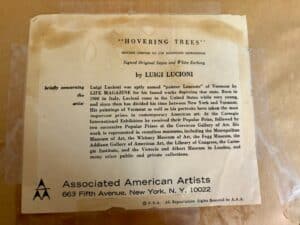 "HOVERING TREES"
Signed Original Sepia and White Etching
by LUIGI LUCIONI
briefly concerning
the
artist
Luigi Lucioni was aptly named "painter Laureate" of Vermont by
LIFE MAGAZINE for his famed works depicting that state. Born in
1900 in Italy, Lucioni came to the United States while very young,
and since then has divided his time between New York and Vermont.
His paintings of Vermont as well as his portraits have taken the most
important prizes in contemporary American art. At the Carnegie
International Exhibition he received their Popular Prize, followed by
two successive Popular Prizes at the Corcoran Gallery of Art. His
work is represented in countless museums, including the Metropolitan
Museum of Art, the Whitney Museum of Art, the Fogg Museum, the
Addison Gallery of American Art, the Library of Congress, the Carne-
gie Institute, and the Victoria and Albert Museum in London, and
many other public and private collections.
Associated American Artists
663 Fifth Avenue, New York, N. Y. 10022
All Reproduction Rights Reserved by A.A.A.